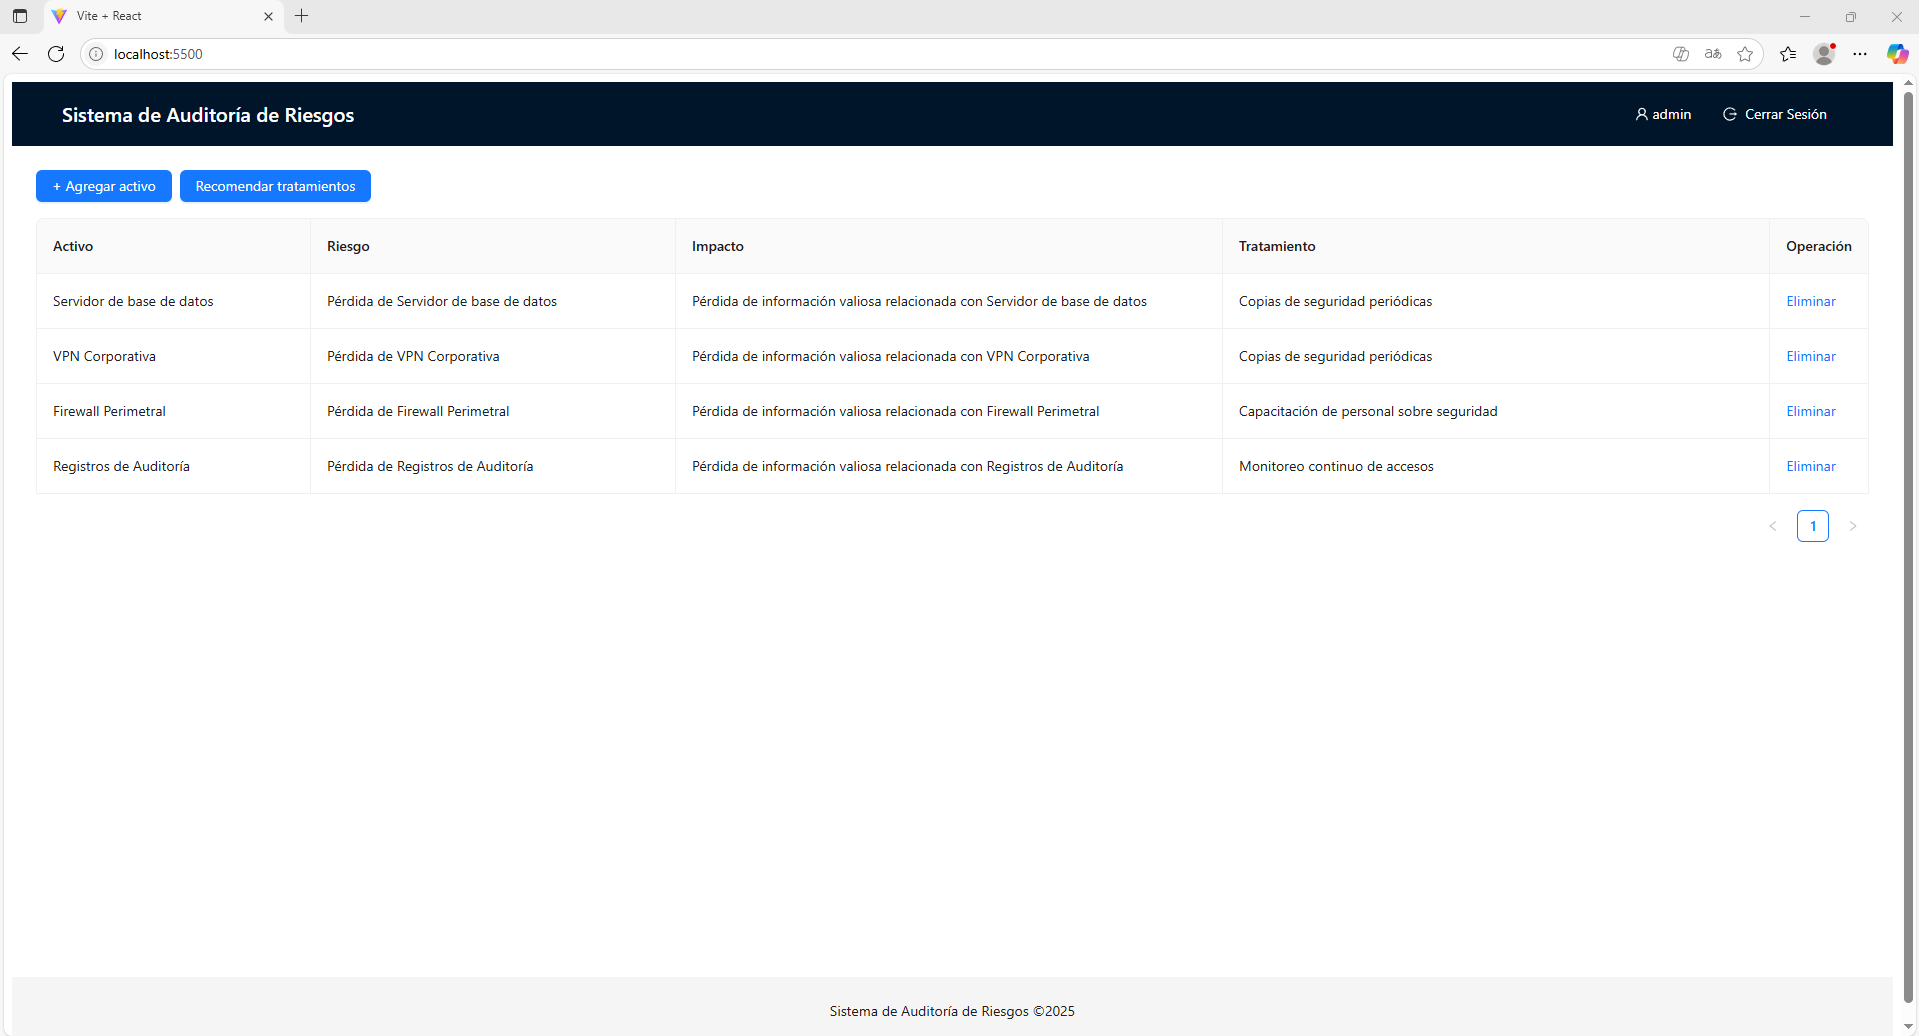 Vite + React
localhost:5500
Sistema de Auditoría de Riesgos
admin
Cerrar Sesión
+ Agregar activo
Recomendar tratamientos
Activo Riesgo Impacto Tratamiento Operación
Servidor de base de datos Pérdida de Servidor de base de datos Pérdida de información valiosa relacionada con Servidor de base de datos Copias de seguridad periódicas Eliminar
VPN Corporativa Pérdida de VPN Corporativa Pérdida de información valiosa relacionada con VPN Corporativa Copias de seguridad periódicas Eliminar
Firewall Perimetral Pérdida de Firewall Perimetral Pérdida de información valiosa relacionada con Firewall Perimetral Capacitación de personal sobre seguridad Eliminar
Registros de Auditoría Pérdida de Registros de Auditoría Pérdida de información valiosa relacionada con Registros de Auditoría Monitoreo continuo de accesos Eliminar
< 1 >
Sistema de Auditoría de Riesgos ©2025